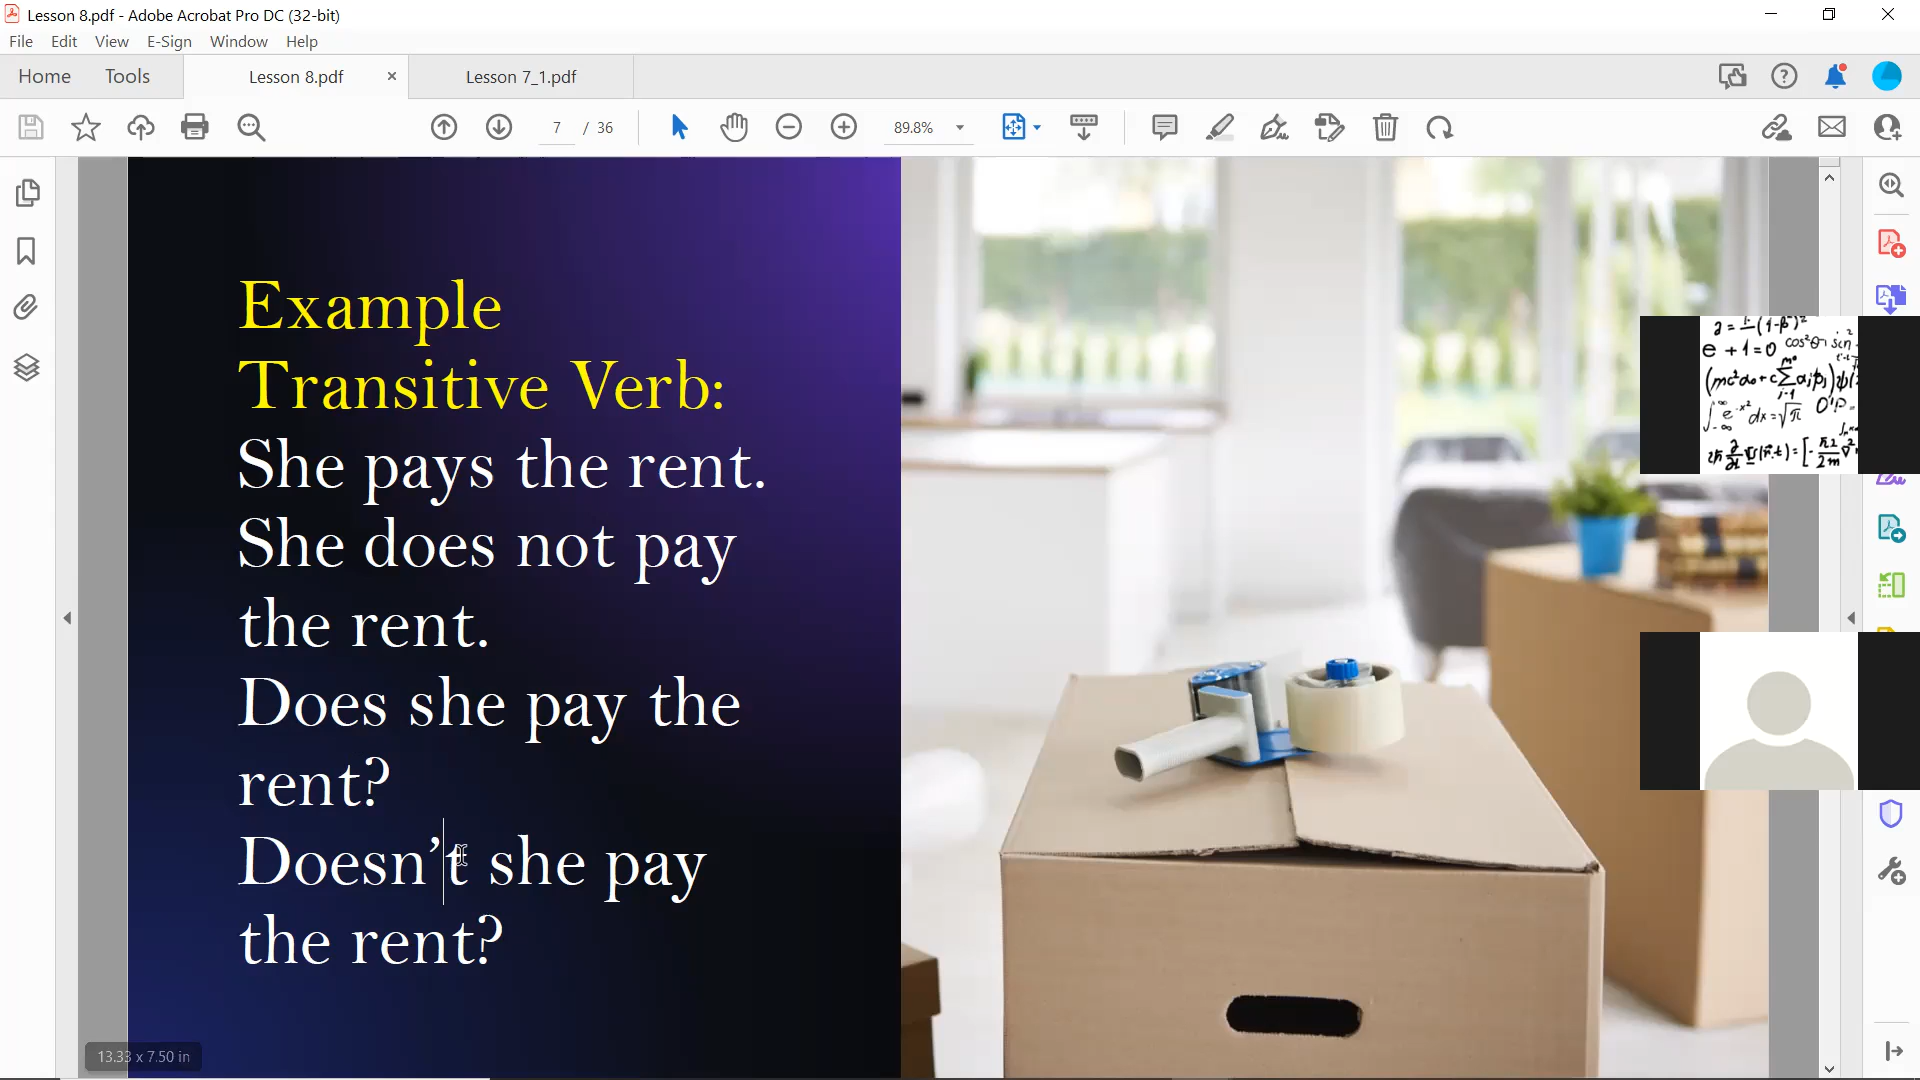 Lesson 8.pdf - Adobe Acrobat Pro DC (32-bit)
File Edit View E-Sign Window Help
Home Tools Lesson 8.pdf Lesson 7_1.pdf
7 / 36 89.8%
Example
Transitive Verb:
She pays the rent.
She does not pay
the rent.
Does she pay the
rent?
Doesn’t she pay
the rent?
e + 1 = 0
13.33 x 7.50 in